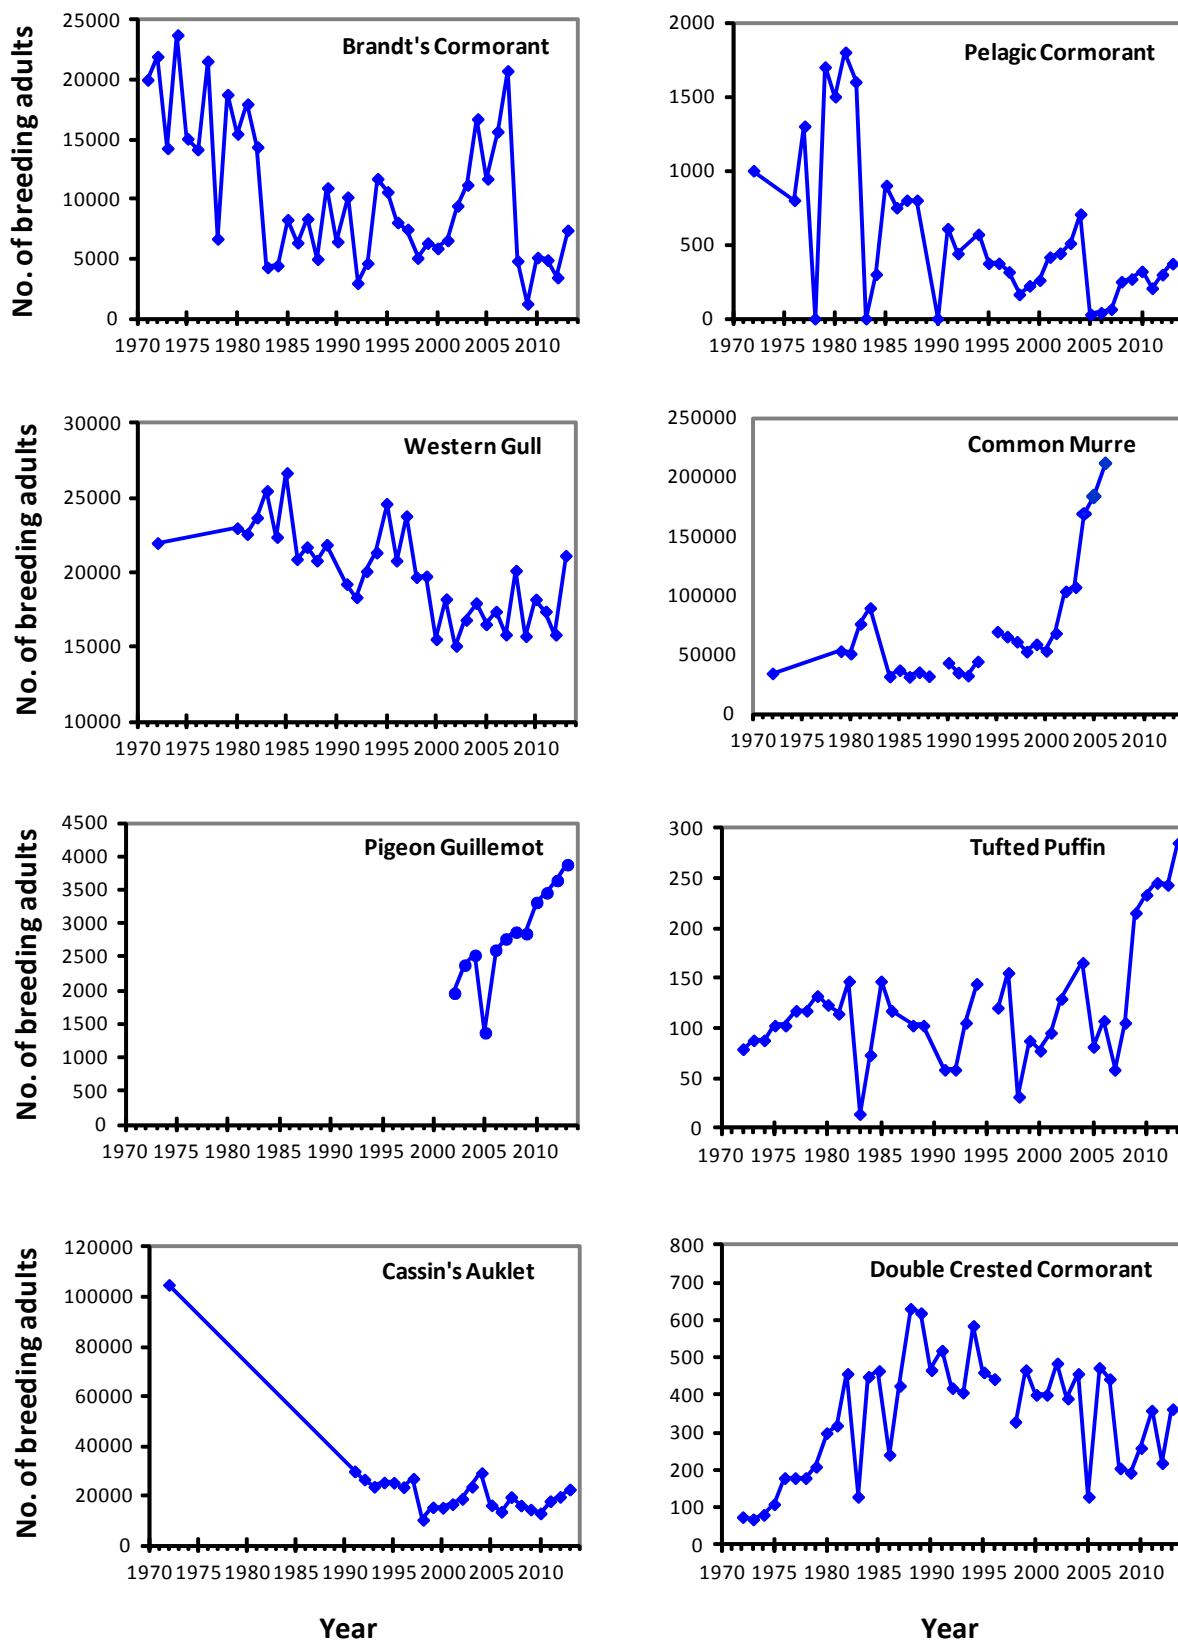 Brandt's Cormorant
No. of breeding adults
25000
20000
15000
10000
5000
0
1970 1975 1980 1985 1990 1995 2000 2005 2010
Pelagic Cormorant
2000
1500
1000
500
0
1970 1975 1980 1985 1990 1995 2000 2005 2010
Western Gull
No. of breeding adults
30000
25000
20000
15000
10000
1970 1975 1980 1985 1990 1995 2000 2005 2010
Common Murre
250000
200000
150000
100000
50000
0
1970 1975 1980 1985 1990 1995 2000 2005 2010
Pigeon Guillemot
No. of breeding adults
4500
4000
3500
3000
2500
2000
1500
1000
500
0
1970 1975 1980 1985 1990 1995 2000 2005 2010
Tufted Puffin
300
250
200
150
100
50
0
1970 1975 1980 1985 1990 1995 2000 2005 2010
Cassin's Auklet
No. of breeding adults
120000
100000
80000
60000
40000
20000
0
1970 1975 1980 1985 1990 1995 2000 2005 2010
Year
Double Crested Cormorant
800
700
600
500
400
300
200
100
0
1970 1975 1980 1985 1990 1995 2000 2005 2010
Year